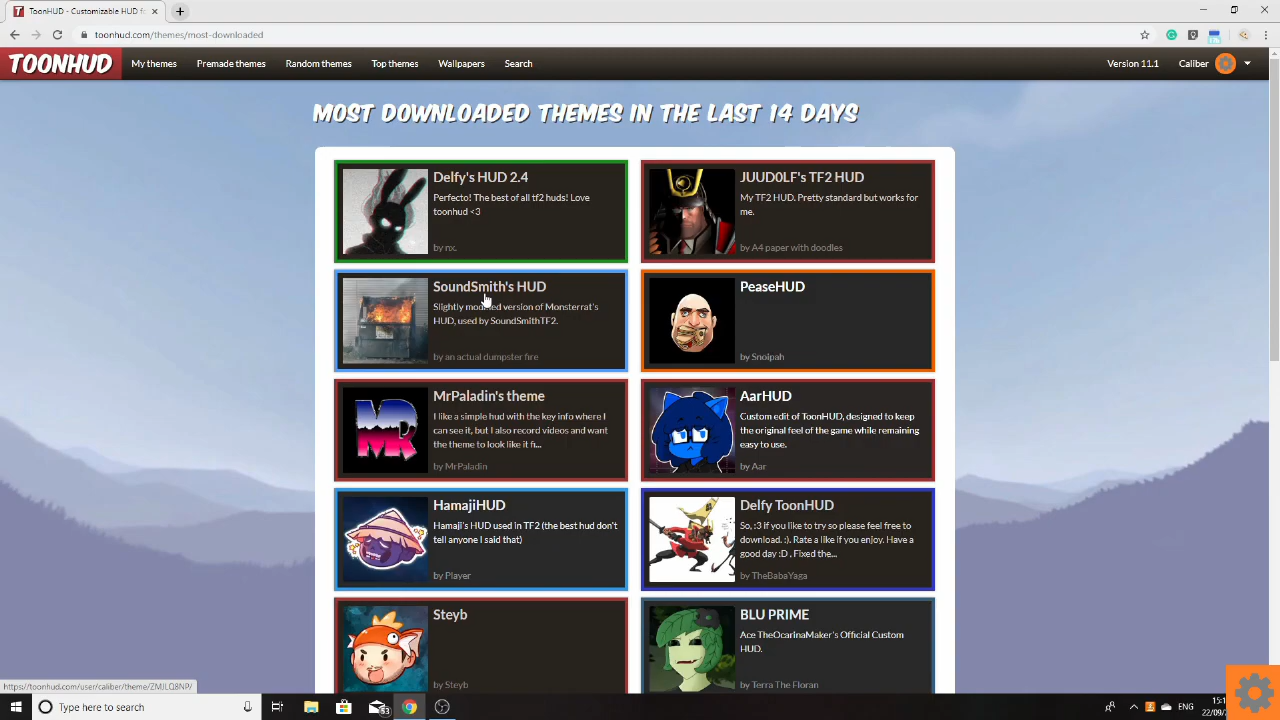 ToonHUD - Customizable HUD fo
toonhud.com/themes/most-downloaded
TOONHUD
My themes
Premade themes
Random themes
Top themes
Wallpapers
Search
Version 11.1
Caliber
MOST DOWNLOADED THEMES IN THE LAST 14 DAYS
Delfy's HUD 2.4
Perfecto! The best of all tf2 huds! Love
toonhud <3
by nx.
JUUD0LF's TF2 HUD
My TF2 HUD. Pretty standard but works for
me.
by A4 paper with doodles
SoundSmith's HUD
Slightly modified version of Monsterrat's
HUD, used by SoundSmithTF2.
by an actual dumpster fire
PeaseHUD
by Snoipah
MrPaladin's theme
I like a simple hud with the key info where I
can see it, but I also record videos and want
the theme to look like it fi...
by MrPaladin
MR
AarHUD
Custom edit of ToonHUD, designed to keep
the original feel of the game while remaining
easy to use.
by Aar
HamajiHUD
Hamaji's HUD used in TF2 (the best hud don't
tell anyone I said that)
by Player
Delfy ToonHUD
So, :3 if you like to try so please feel free to
download. :). Rate a like if you enjoy. Have a
good day :D , Fixed the...
by TheBabaYaga
Steyb
by Steyb
BLU PRIME
Ace TheOcarinaMaker's Official Custom
HUD.
by Terra The Floran
https://toonhud.com/user/caliber/theme/ZMJLQ8NP/
Type here to search
ENG
15:1
22/09/